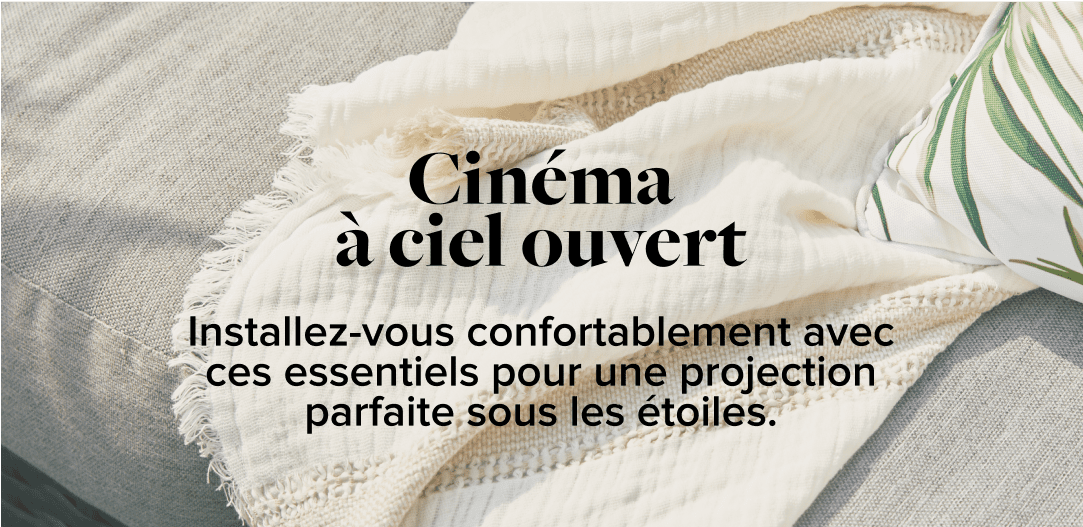 Cinéma
à ciel ouvert
Installez-vous confortablement avec
ces essentiels pour une projection
parfaite sous les étoiles.